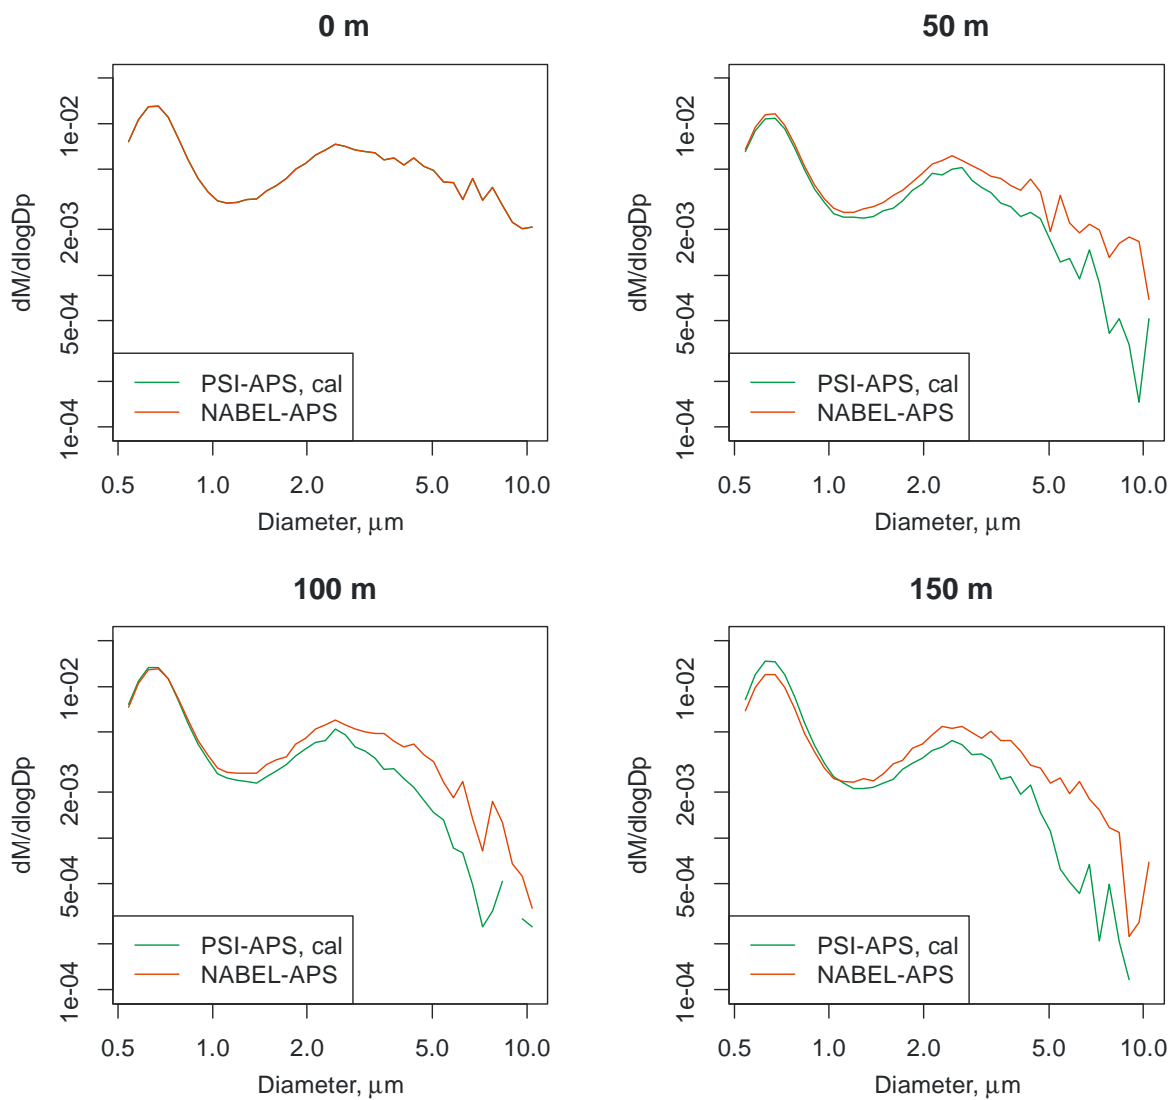 0 m
dM/dlogDp
1e-02
2e-03
5e-04
1e-04
PSI-APS, cal
NABEL-APS
0.5 1.0 2.0 5.0 10.0
Diameter, μm
50 m
dM/dlogDp
1e-02
2e-03
5e-04
1e-04
PSI-APS, cal
NABEL-APS
0.5 1.0 2.0 5.0 10.0
Diameter, μm
100 m
dM/dlogDp
1e-02
2e-03
5e-04
1e-04
PSI-APS, cal
NABEL-APS
0.5 1.0 2.0 5.0 10.0
Diameter, μm
150 m
dM/dlogDp
1e-02
2e-03
5e-04
1e-04
PSI-APS, cal
NABEL-APS
0.5 1.0 2.0 5.0 10.0
Diameter, μm